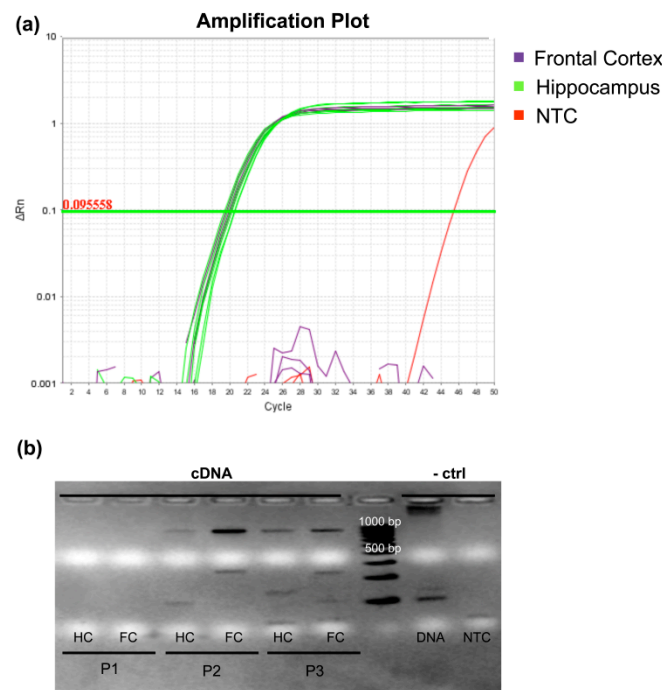 (a)
Amplification Plot
10
1
0.1
0.01
0.001
ΔRn
0.095558
2 4 6 8 10 12 14 16 18 20 22 24 26 28 30 32 34 36 38 40 42 44 46 48 50
Cycle
Frontal Cortex
Hippocampus
NTC
(b)
cDNA
- ctrl
1000 bp
500 bp
HC FC HC FC HC FC DNA NTC
P1 P2 P3